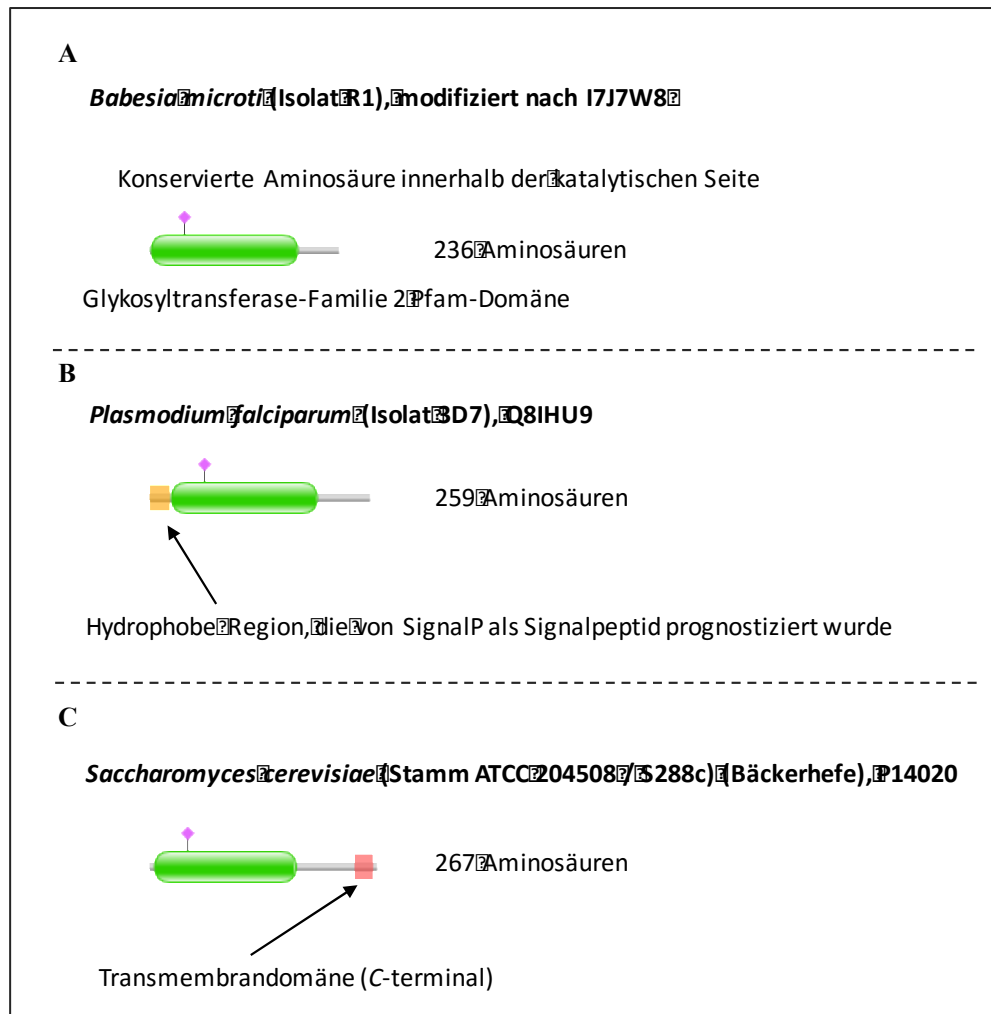 A
Babesia microti (Isolat R1), modifiziert nach I7J7W8
Konservierte Aminosäure innerhalb der katalytischen Seite
236 Aminosäuren
Glykosyltransferase-Familie 2 Pfam-Domäne
B
Plasmodium falciparum (Isolat 3D7), Q8IHU9
259 Aminosäuren
Hydrophobe Region, die von SignalP als Signalpeptid prognostiziert wurde
C
Saccharomyces cerevisiae (Stamm ATCC 204508 / S288c) (Bäckerhefe), P14020
267 Aminosäuren
Transmembrandomäne (C-terminal)